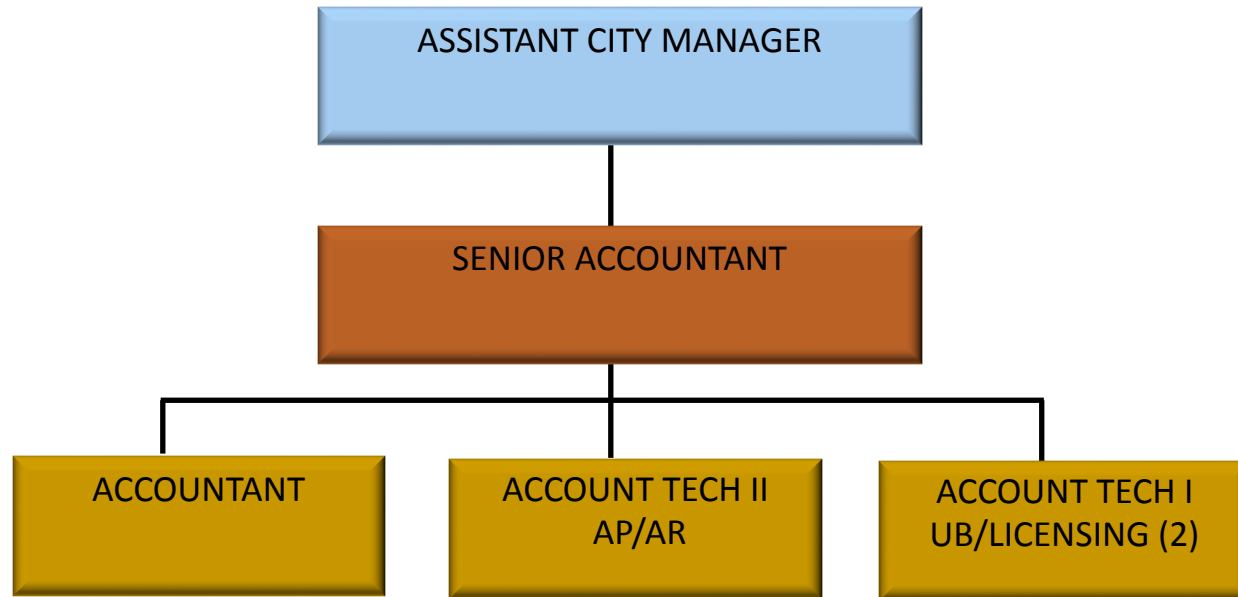 ASSISTANT CITY MANAGER
SENIOR ACCOUNTANT
ACCOUNTANT
ACCOUNT TECH II
AP/AR
ACCOUNT TECH I
UB/LICENSING (2)